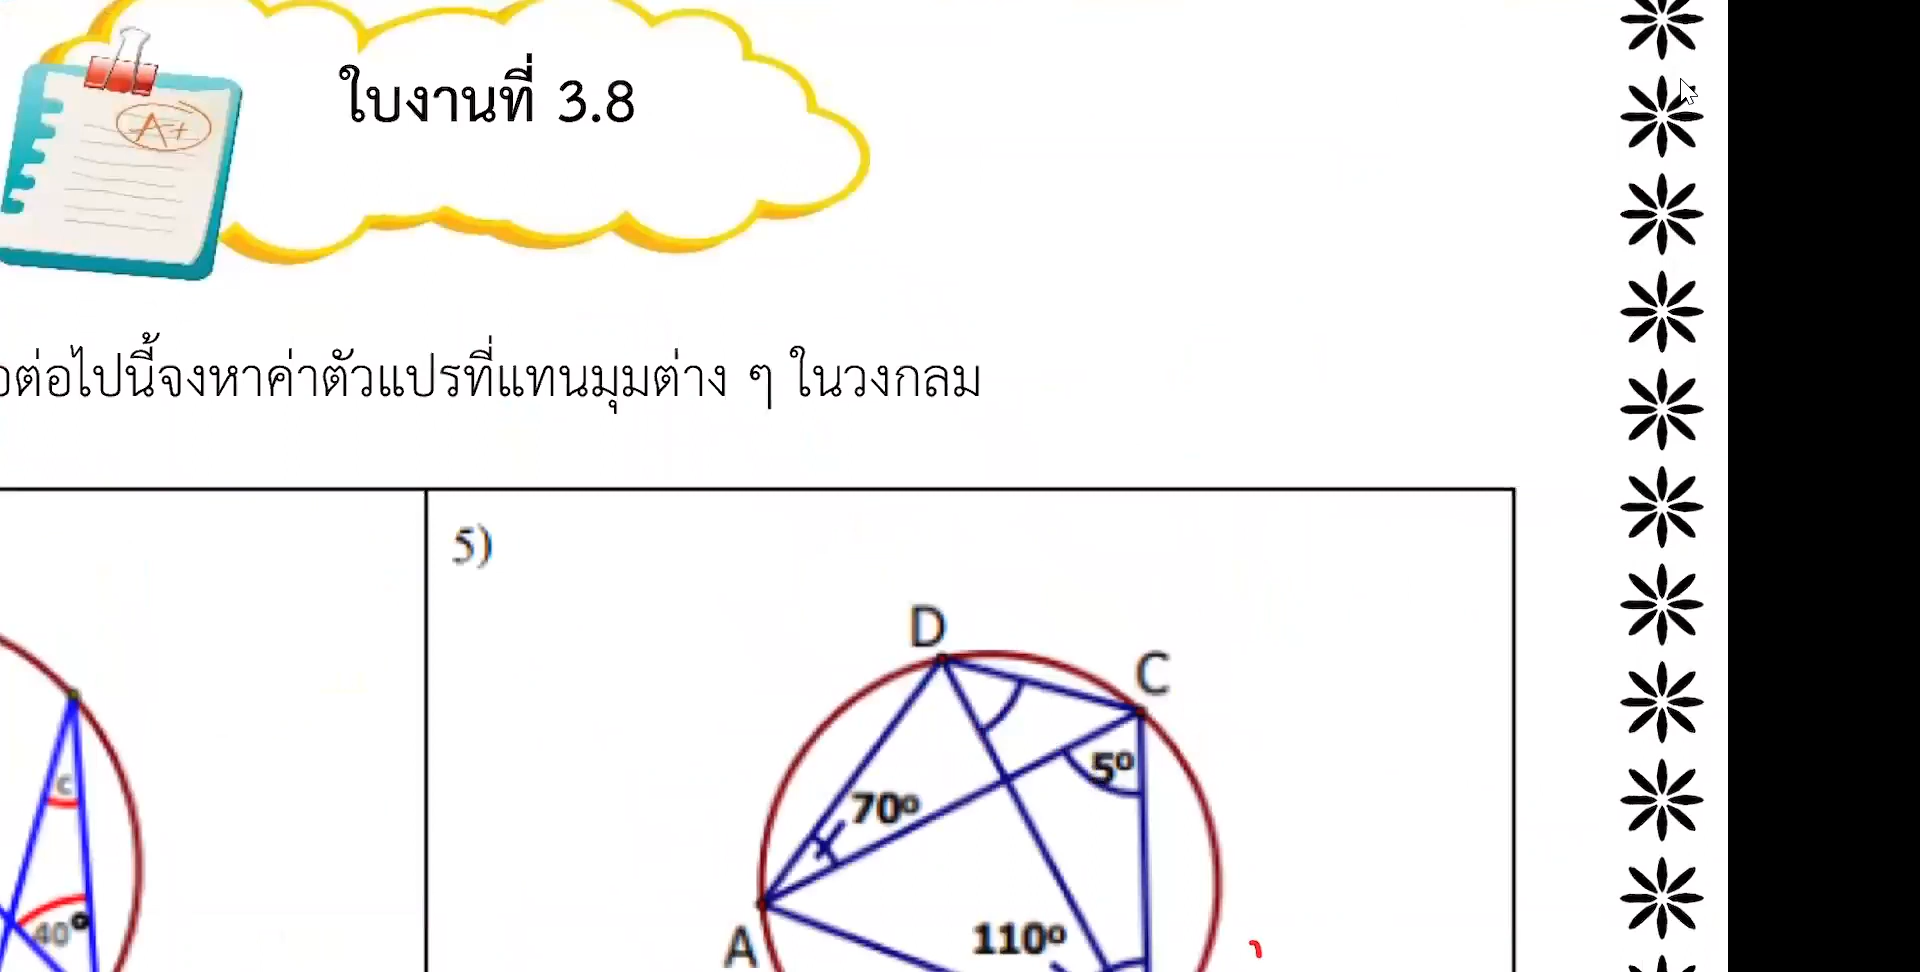 A+
ใบงานที่ 3.8
ต่อไปนี้จงหาค่าตัวแปรที่แทนมุมต่าง ๆ ในวงกลม
5)
D
C
5°
70°
A
110°
c
40°